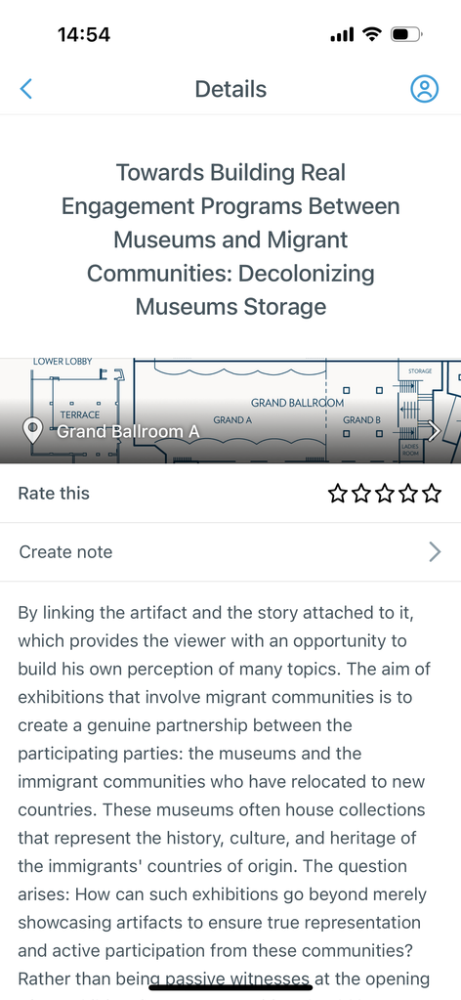 14:54
Details
Towards Building Real
Engagement Programs Between
Museums and Migrant
Communities: Decolonizing
Museums Storage
LOWER LOBBY
STORAGE
GRAND BALLROOM
TERRACE
GRAND A
GRAND B
Grand Ballroom A
LADIES
ROOM
Rate this
Create note
By linking the artifact and the story attached to it,
which provides the viewer with an opportunity to
build his own perception of many topics. The aim of
exhibitions that involve migrant communities is to
create a genuine partnership between the
participating parties: the museums and the
immigrant communities who have relocated to new
countries. These museums often house collections
that represent the history, culture, and heritage of
the immigrants' countries of origin. The question
arises: How can such exhibitions go beyond merely
showcasing artifacts to ensure true representation
and active participation from these communities?
Rather than being passive witnesses at the opening